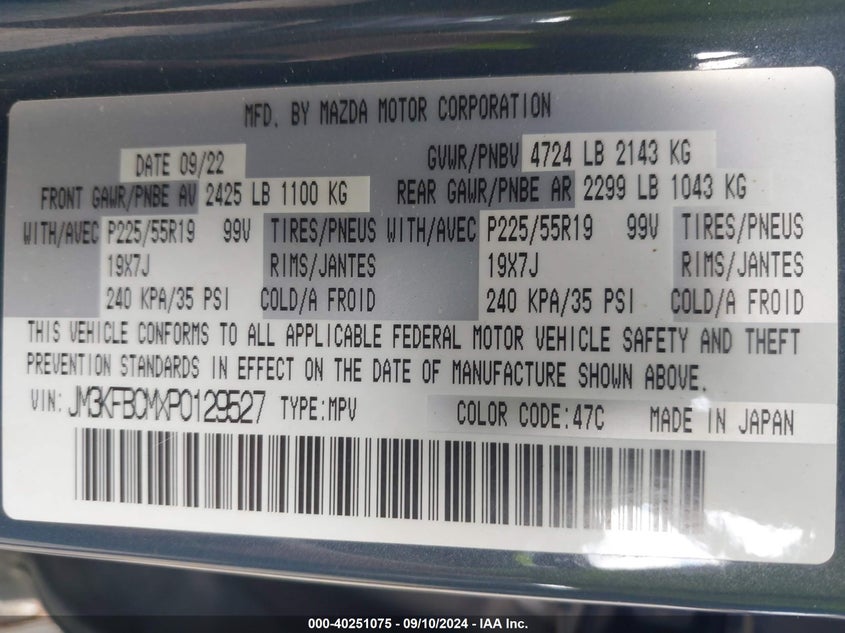 MFD. BY MAZDA MOTOR CORPORATION
DATE 09/22 GVWR/PNBV 4724 LB 2143 KG
FRONT GAWR/PNBE AV 2425 LB 1100 KG REAR GAWR/PNBE AR 2299 LB 1043 KG
WITH/AVEC P225/55R19 99V TIRES/PNEUS WITH/AVEC P225/55R19 99V TIRES/PNEUS
19X7J RIMS/JANTES 19X7J RIMS/JANTES
240 KPA/35 PSI COLD/A FROID 240 KPA/35 PSI COLD/A FROID
THIS VEHICLE CONFORMS TO ALL APPLICABLE FEDERAL MOTOR VEHICLE SAFETY AND THEFT
PREVENTION STANDARDS IN EFFECT ON THE DATE OF MANUFACTURE SHOWN ABOVE.
VIN: JM3KFBCMXP0129527 TYPE:MPV COLOR CODE:47C MADE IN JAPAN
000-40251075 - 09/10/2024 - IAA Inc.